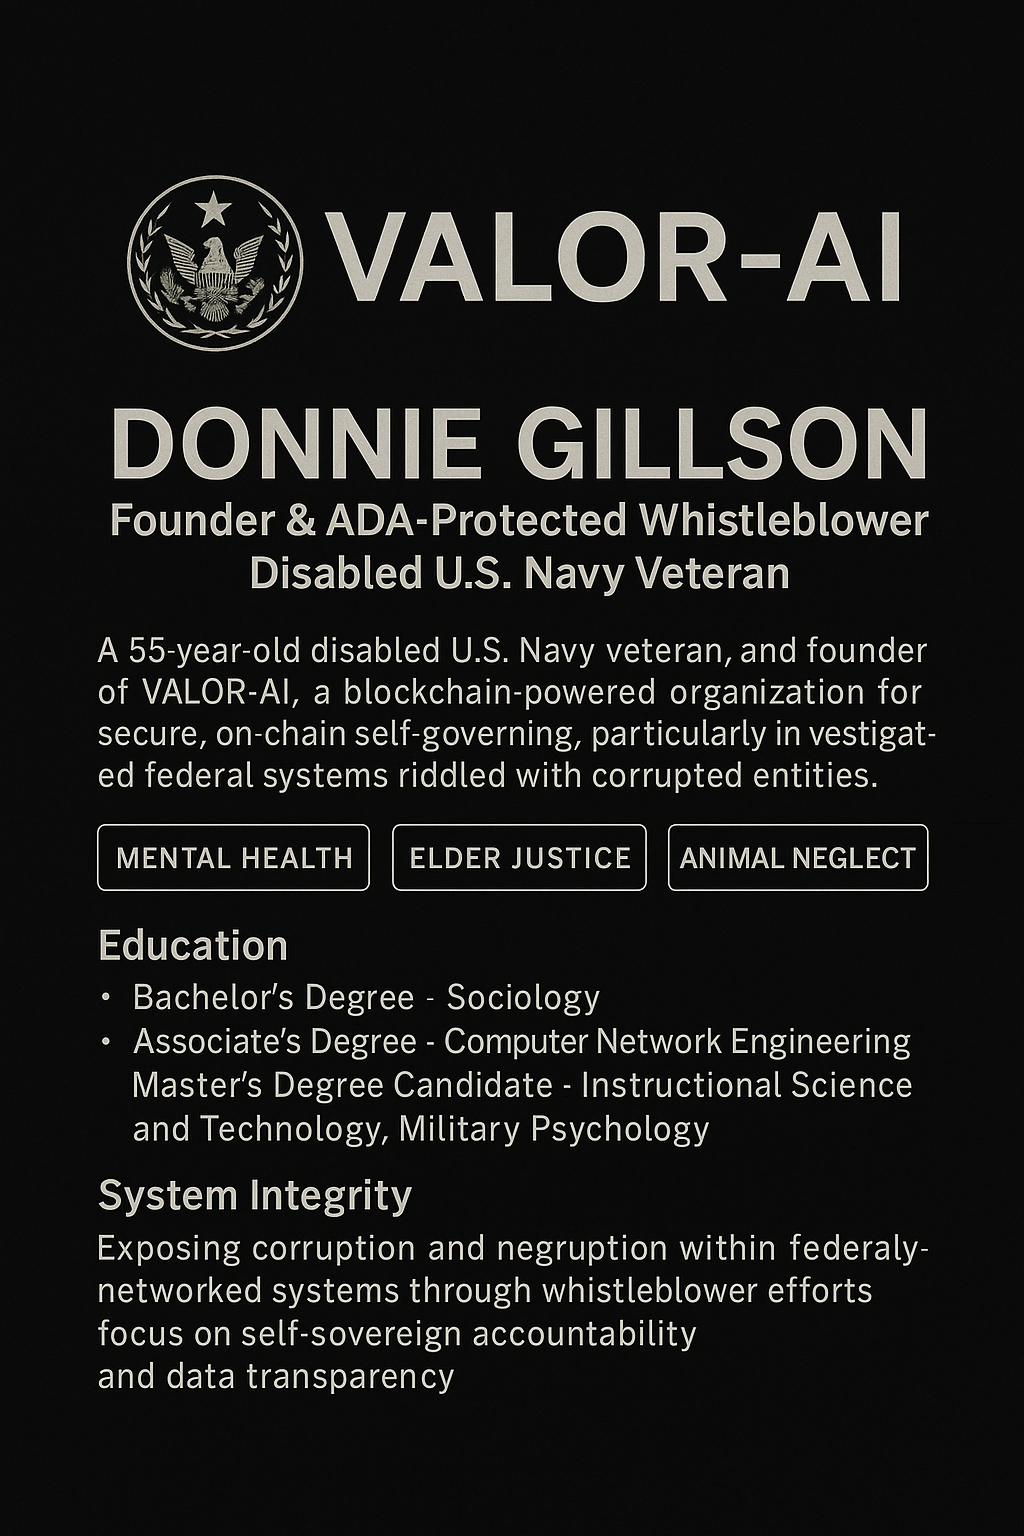 VALOR-AI
DONNIE GILLSON
Founder & ADA-Protected Whistleblower
Disabled U.S. Navy Veteran
A 55-year-old disabled U.S. Navy veteran, and founder
of VALOR-AI, a blockchain-powered organization for
secure, on-chain self-governing, particularly in vestigat-
ed federal systems riddled with corrupted entities.
MENTAL HEALTH
ELDER JUSTICE
ANIMAL NEGLECT
Education
• Bachelor's Degree - Sociology
• Associate's Degree - Computer Network Engineering
Master's Degree Candidate - Instructional Science
and Technology, Military Psychology
System Integrity
Exposing corruption and negruption within federaly-
networked systems through whistleblower efforts
focus on self-sovereign accountability
and data transparency